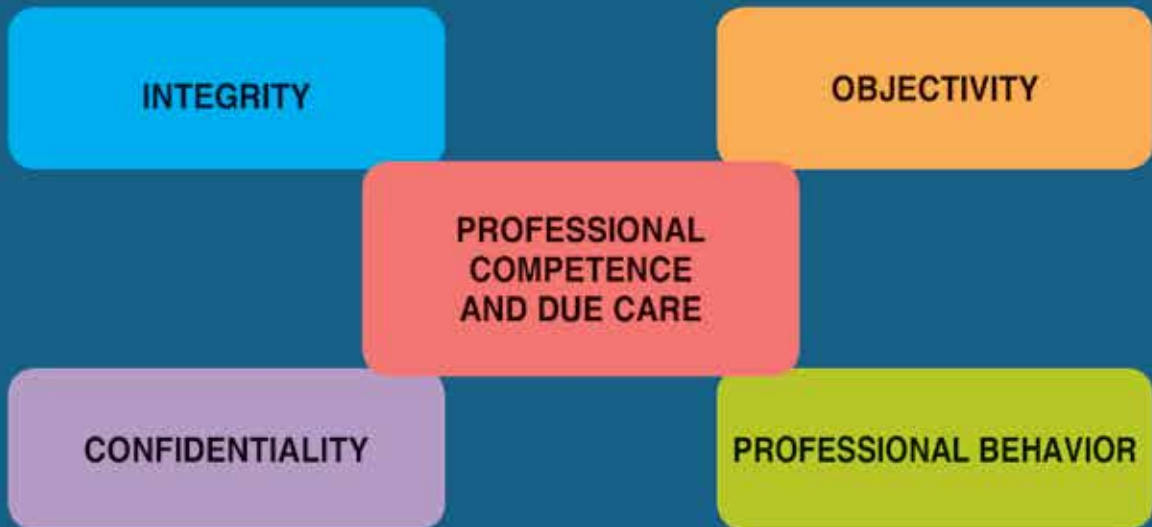 INTEGRITY
OBJECTIVITY
PROFESSIONAL
COMPETENCE
AND DUE CARE
CONFIDENTIALITY
PROFESSIONAL BEHAVIOR